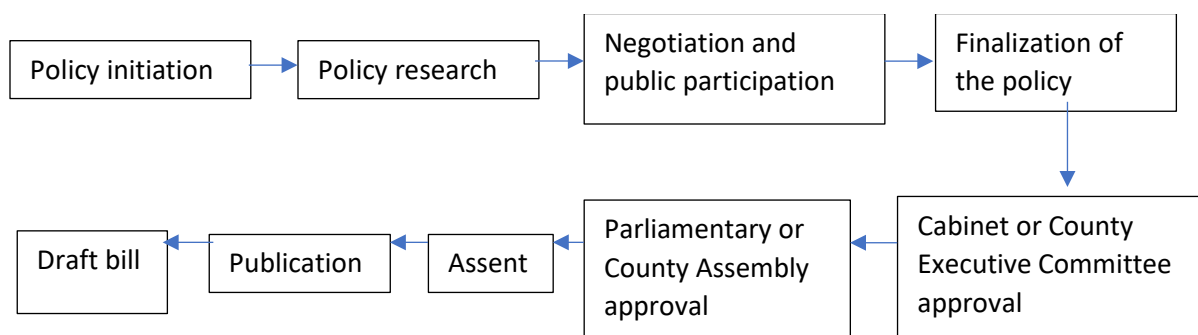 Policy initiation
Policy research
Negotiation and
public participation
Finalization of
the policy
Cabinet or County
Executive Committee
approval
Parliamentary or
County Assembly
approval
Assent
Publication
Draft bill